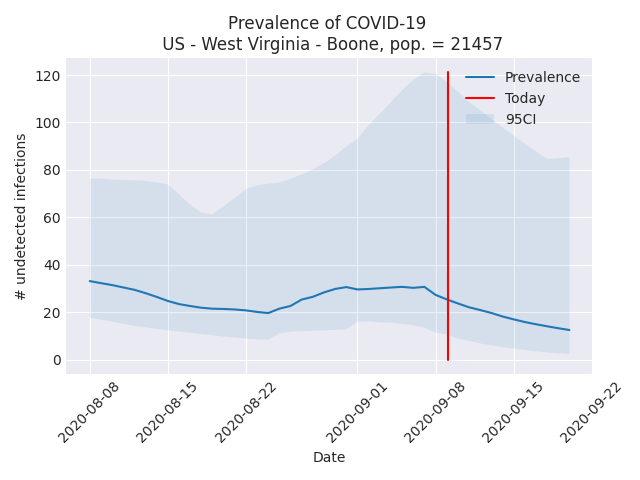 Prevalence of COVID-19
US - West Virginia - Boone, pop. = 21457
# undetected infections
120
100
80
60
40
20
0
Prevalence
Today
95CI
2020-08-08
2020-08-15
2020-08-22
2020-09-01
2020-09-08
2020-09-15
2020-09-22
Date